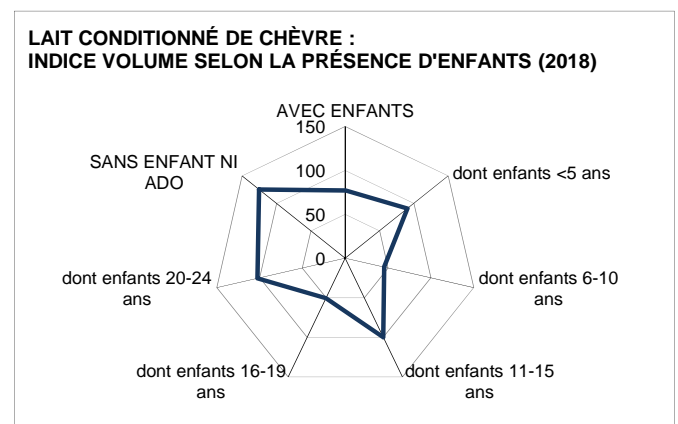 LAIT CONDITIONNÉ DE CHÈVRE :
INDICE VOLUME SELON LA PRÉSENCE D'ENFANTS (2018)
AVEC ENFANTS
150
100
50
0
dont enfants <5 ans
dont enfants 6-10
ans
dont enfants 11-15
ans
dont enfants 16-19
ans
dont enfants 20-24
ans
SANS ENFANT NI
ADO